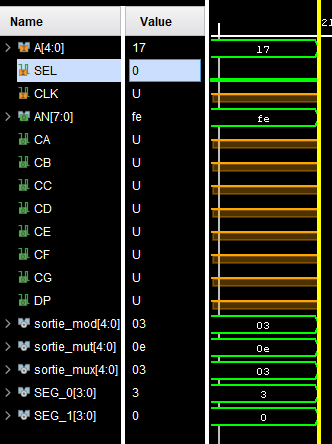 Name Value 21
A[4:0] 17 17
SEL 0
CLK U
AN[7:0] fe fe
CA U
CB U
CC U
CD U
CE U
CF U
CG U
DP U
sortie_mod[4:0] 03 03
sortie_mut[4:0] 0e 0e
sortie_mux[4:0] 03 03
SEG_0[3:0] 3 3
SEG_1[3:0] 0 0